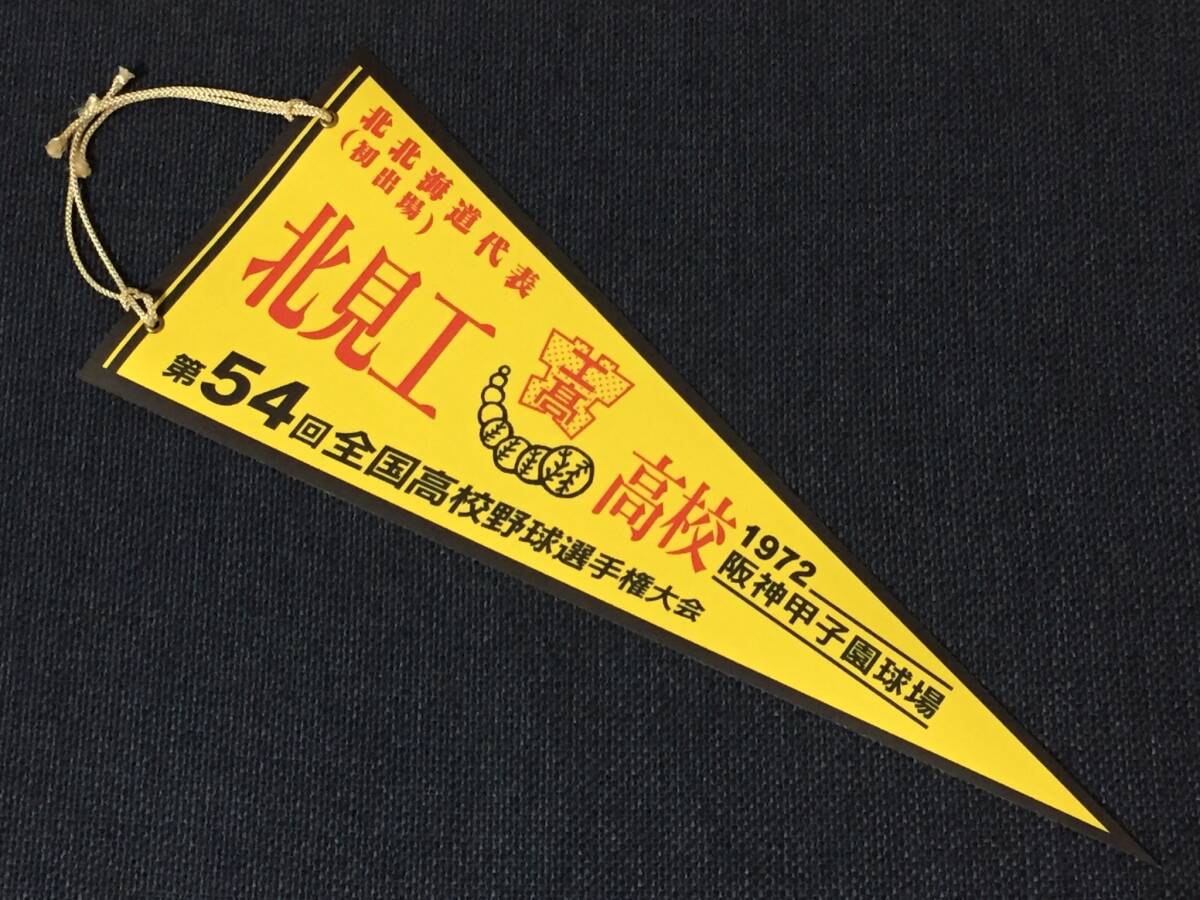 北北海道代表
(初出場)
北見工
工高
高校
第54回全国高校野球選手権大会
1972
阪神甲子園球場